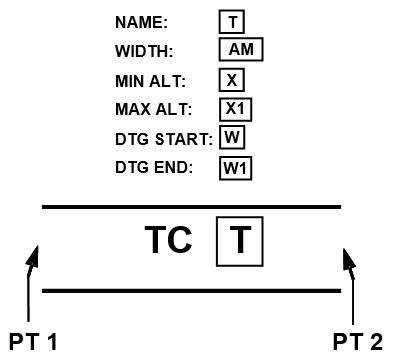 NAME: T
WIDTH: AM
MIN ALT: X
MAX ALT: X1
DTG START: W
DTG END: W1
TC T
PT 1 PT 2